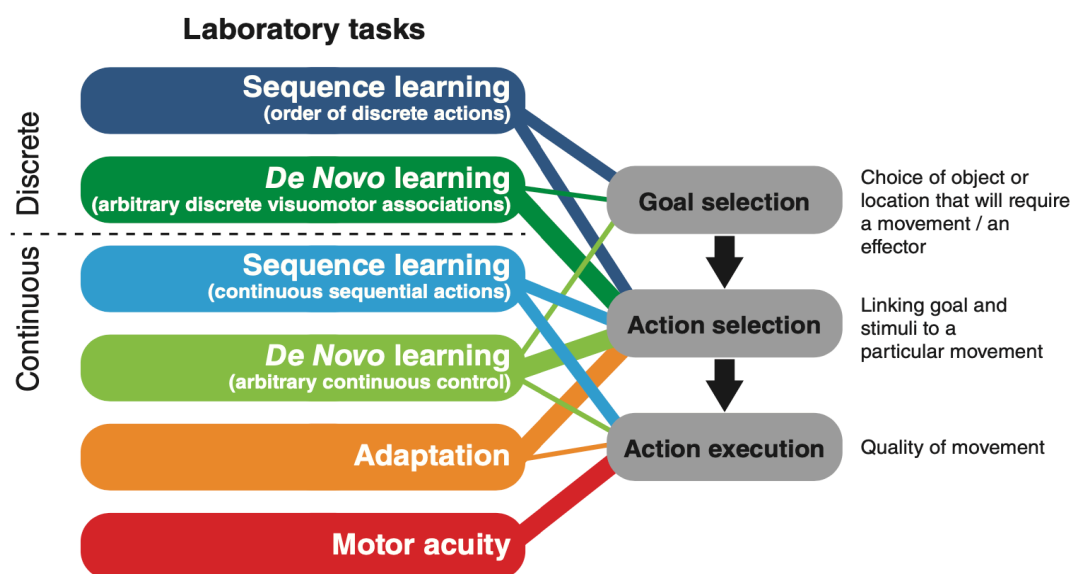 Laboratory tasks
Discrete
Sequence learning
(order of discrete actions)
De Novo learning
(arbitrary discrete visuomotor associations)
Continuous
Sequence learning
(continuous sequential actions)
De Novo learning
(arbitrary continuous control)
Adaptation
Motor acuity
Goal selection
Choice of object or
location that will require
a movement / an
effector
Action selection
Linking goal and
stimuli to a
particular movement
Action execution
Quality of movement